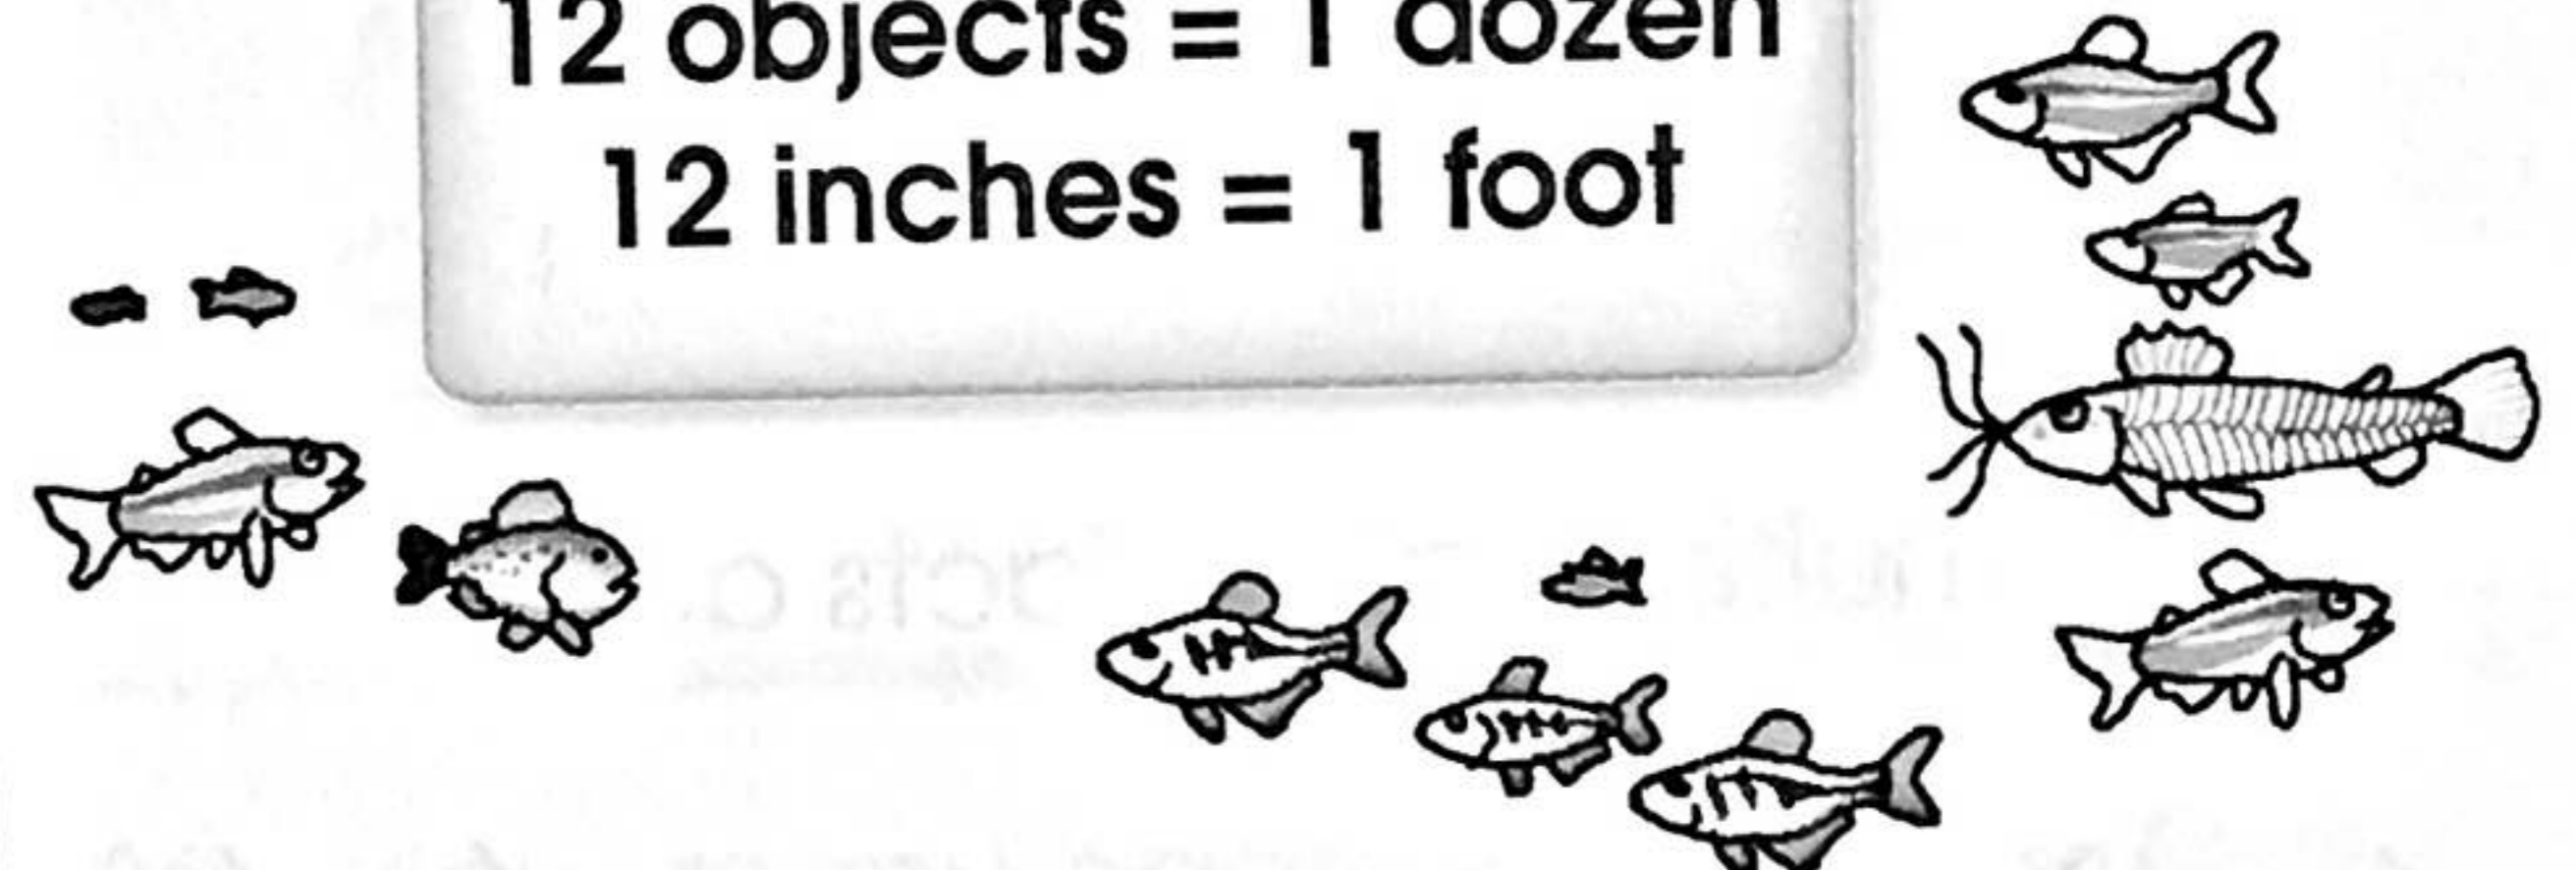 12 objects = 1 dozen
12 inches = 1 foot